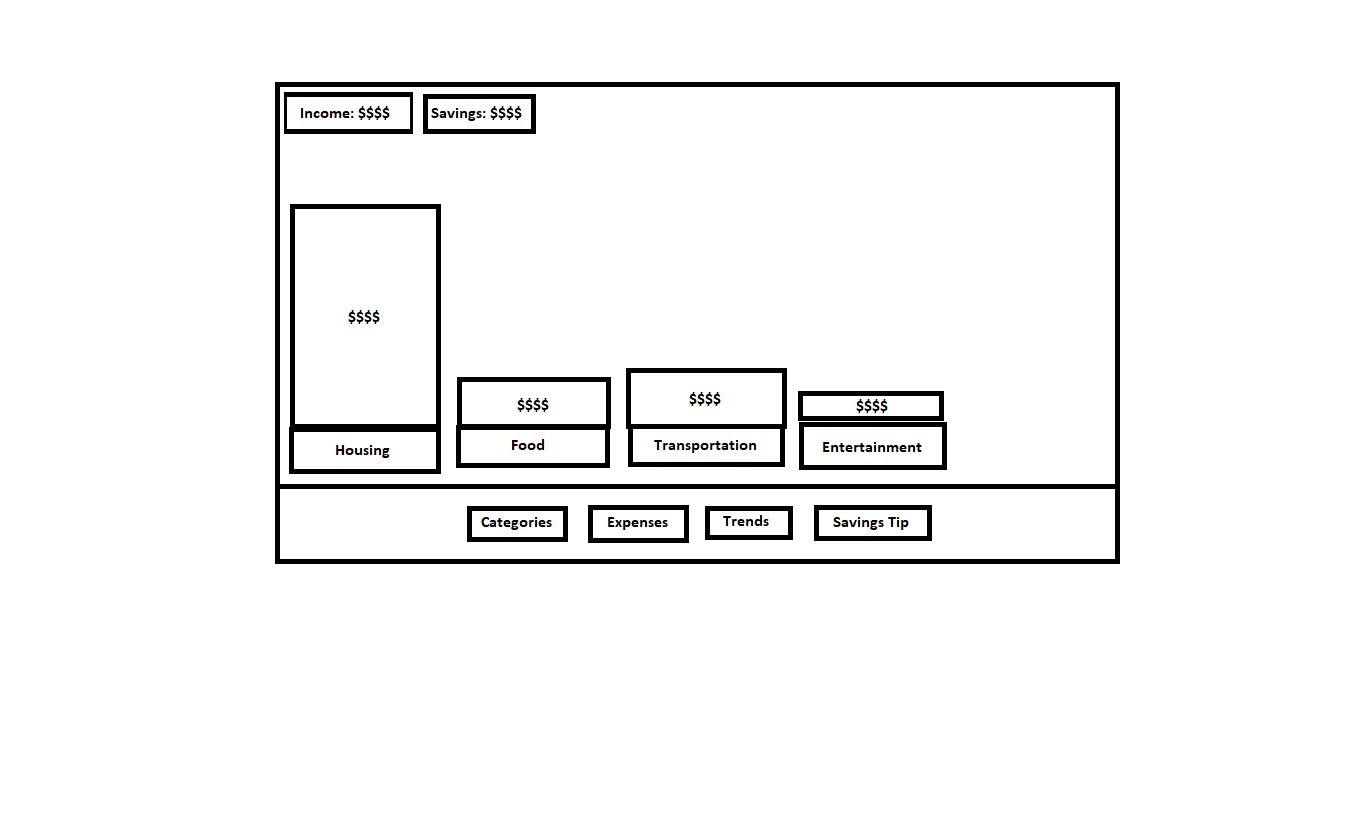 Income: $$$$
Savings: $$$$
$$$$
$$$$
$$$$
$$$$
Housing
Food
Transportation
Entertainment
Categories
Expenses
Trends
Savings Tip